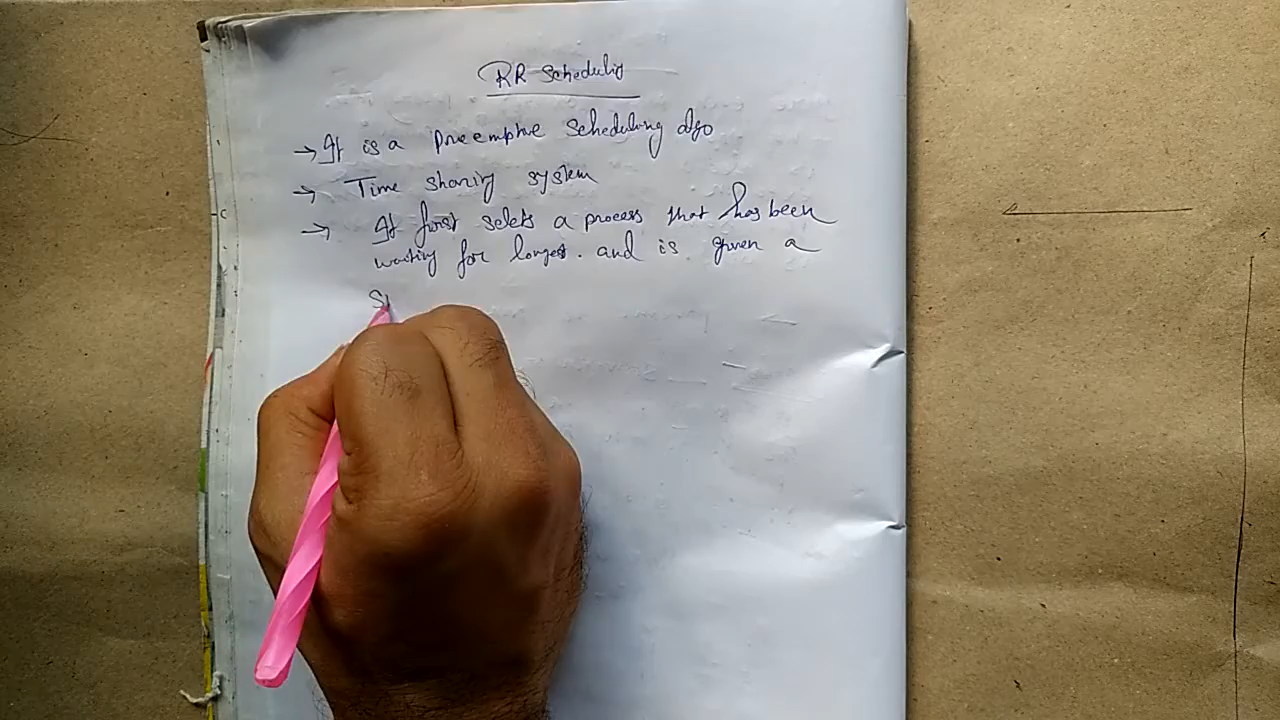 RR Scheduling
→ It is a Preemptive Scheduling Algo
→ Time sharing system
→ It first selets a process that has been
waiting for longest. and is given a